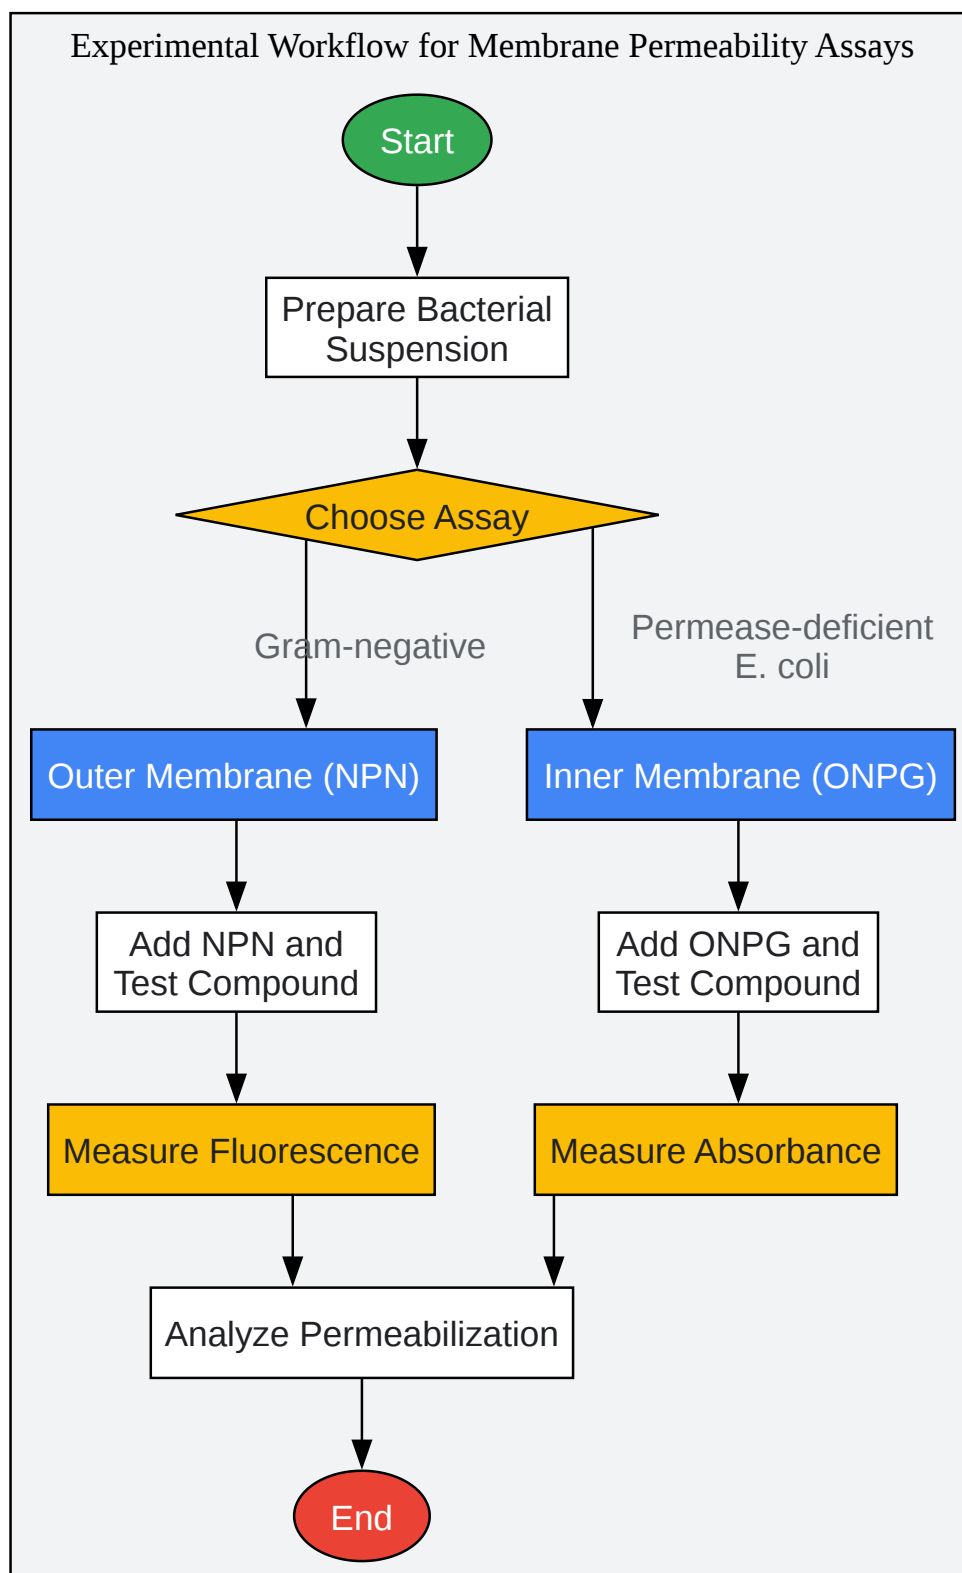 Experimental Workflow for Membrane Permeability Assays
Start
Prepare Bacterial
Suspension
Choose Assay
Gram-negative
Permease-deficient
E. coli
Outer Membrane (NPN)
Inner Membrane (ONPG)
Add NPN and
Test Compound
Add ONPG and
Test Compound
Measure Fluorescence
Measure Absorbance
Analyze Permeabilization
End